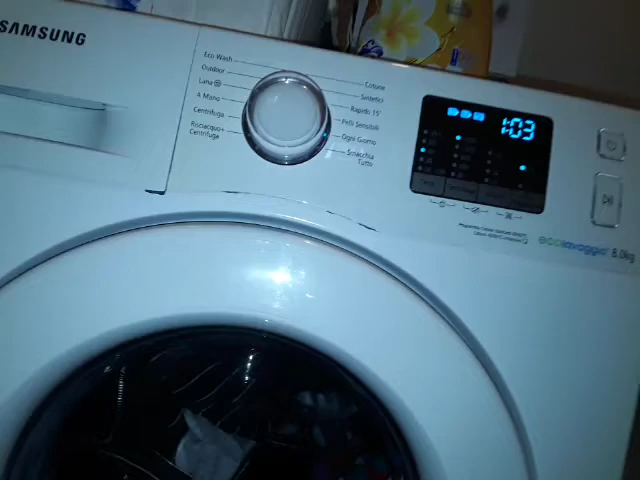 SAMSUNG
Eco Wash
Outdoor
Lana
A Mano
Centrifuga
Risciacquo+
Centrifuga
Cotone
Sintetici
Rapido 15'
Pelli Sensibili
Ogni Giorno
Smacchia
Tutto
1:03
ecolavaggio 8.0kg